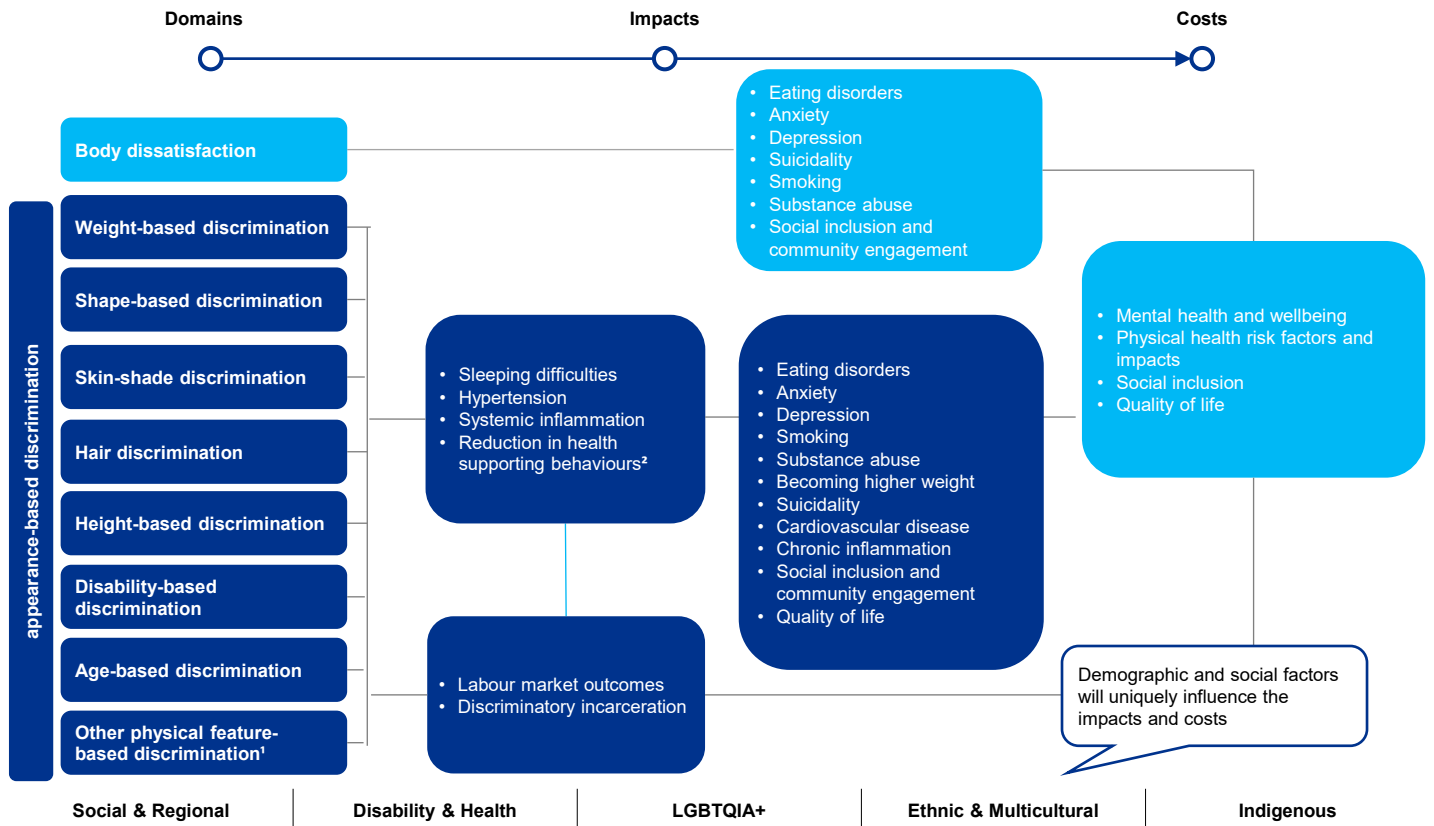 Domains
Impacts
Costs
Body dissatisfaction
• Eating disorders
• Anxiety
• Depression
• Suicidality
• Smoking
• Substance abuse
• Social inclusion and
community engagement
appearance-based discrimination
Weight-based discrimination
Shape-based discrimination
Skin-shade discrimination
Hair discrimination
Height-based discrimination
Disability-based
discrimination
Age-based discrimination
Other physical feature-
based discrimination¹
• Sleeping difficulties
• Hypertension
• Systemic inflammation
• Reduction in health
supporting behaviours²
• Labour market outcomes
• Discriminatory incarceration
• Eating disorders
• Anxiety
• Depression
• Smoking
• Substance abuse
• Becoming higher weight
• Suicidality
• Cardiovascular disease
• Chronic inflammation
• Social inclusion and
community engagement
• Quality of life
• Mental health and wellbeing
• Physical health risk factors and
impacts
• Social inclusion
• Quality of life
Demographic and social factors
will uniquely influence the
impacts and costs
Social & Regional
Disability & Health
LGBTQIA+
Ethnic & Multicultural
Indigenous